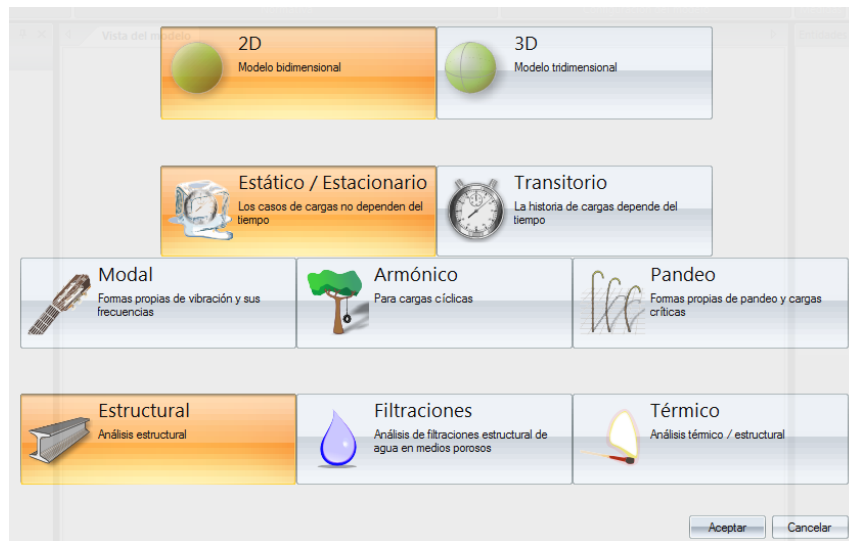 Vista del modelo
2D
Modelo bidimensional
3D
Modelo tridimensional
Estático / Estacionario
Los casos de cargas no dependen del
tiempo
Transitorio
La historia de cargas depende del
tiempo
Modal
Formas propias de vibración y sus
frecuencias
Armónico
Para cargas cíclicas
Pandeo
Formas propias de pandeo y cargas
críticas
Estructural
Análisis estructural
Filtraciones
Análisis de filtraciones estructural de
agua en medios porosos
Térmico
Análisis térmico / estructural
Aceptar
Cancelar